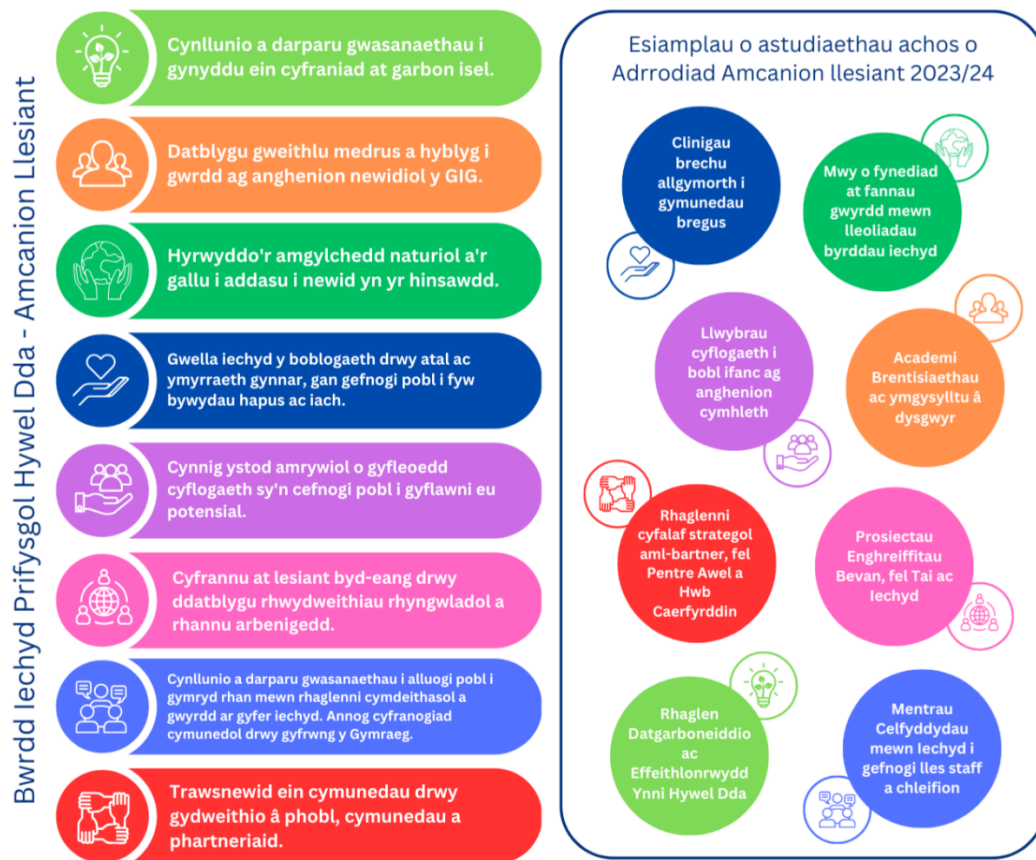 Bwrdd Iechyd Prifysgol Hywel Dda - Amcanion Llesiant
Cynllunio a darparu gwasanaethau i
gynyddu ein cyfraniad at garbon isel.
Datblygu gweithlu medrus a hyblyg i
gwrdd ag anghenion newidiol y GIG.
Hyrwyddo'r amgylchedd naturiol a'r
gallu i addasu i newid yn yr hinsawdd.
Gwella iechyd y boblogaeth drwy atal ac
ymyrraeth gynnar, gan gefnogi pobl i fyw
bywydau hapus ac iach.
Cynnig ystod amrywiol o gyfleoedd
cyflogaeth sy'n cefnogi pobl i gyflawni eu
potensial.
Cyfrannu at lesiant byd-eang drwy
ddatblygu rhwydweithiau rhyngwladol a
rhannu arbenigedd.
Cynllunio a darparu gwasanaethau i alluogi pobl i
gymryd rhan mewn rhaglenni cymdeithasol a
gwyrdd ar gyfer iechyd. Annog cyfranogiad
cymunedol drwy gyfrwng y Gymraeg.
Trawsnewid ein cymunedau drwy
gydweithio â phobl, cymunedau a
phartneriaid.
Esiamplau o astudiaethau achos o
Adrrodiad Amcanion llesiant 2023/24
Clinigau
brechu
allgymorth i
gymunedau
bregus
Mwy o fynediad
at fannau
gwyrdd mewn
lleoliadau
byrddau iechyd
Llwybrau
cyflogaeth i
bobl ifanc ag
anghenion
cymhleth
Academi
Brentisiaethau
ac ymgysylltu â
dysgwyr
Rhaglenni
cyfalaf strategol
aml-bartner, fel
Pentre Awel a
Hwb
Caerfyrddin
Prosiectau
Enghreiffitau
Bevan, fel Tai ac
Iechyd
Rhaglen
Datgarboneiddio
ac
Effeithlonrwydd
Ynni Hywel Dda
Mentrau
Celfyddydau
mewn Iechyd i
gefnogi lles staff
a chleifion